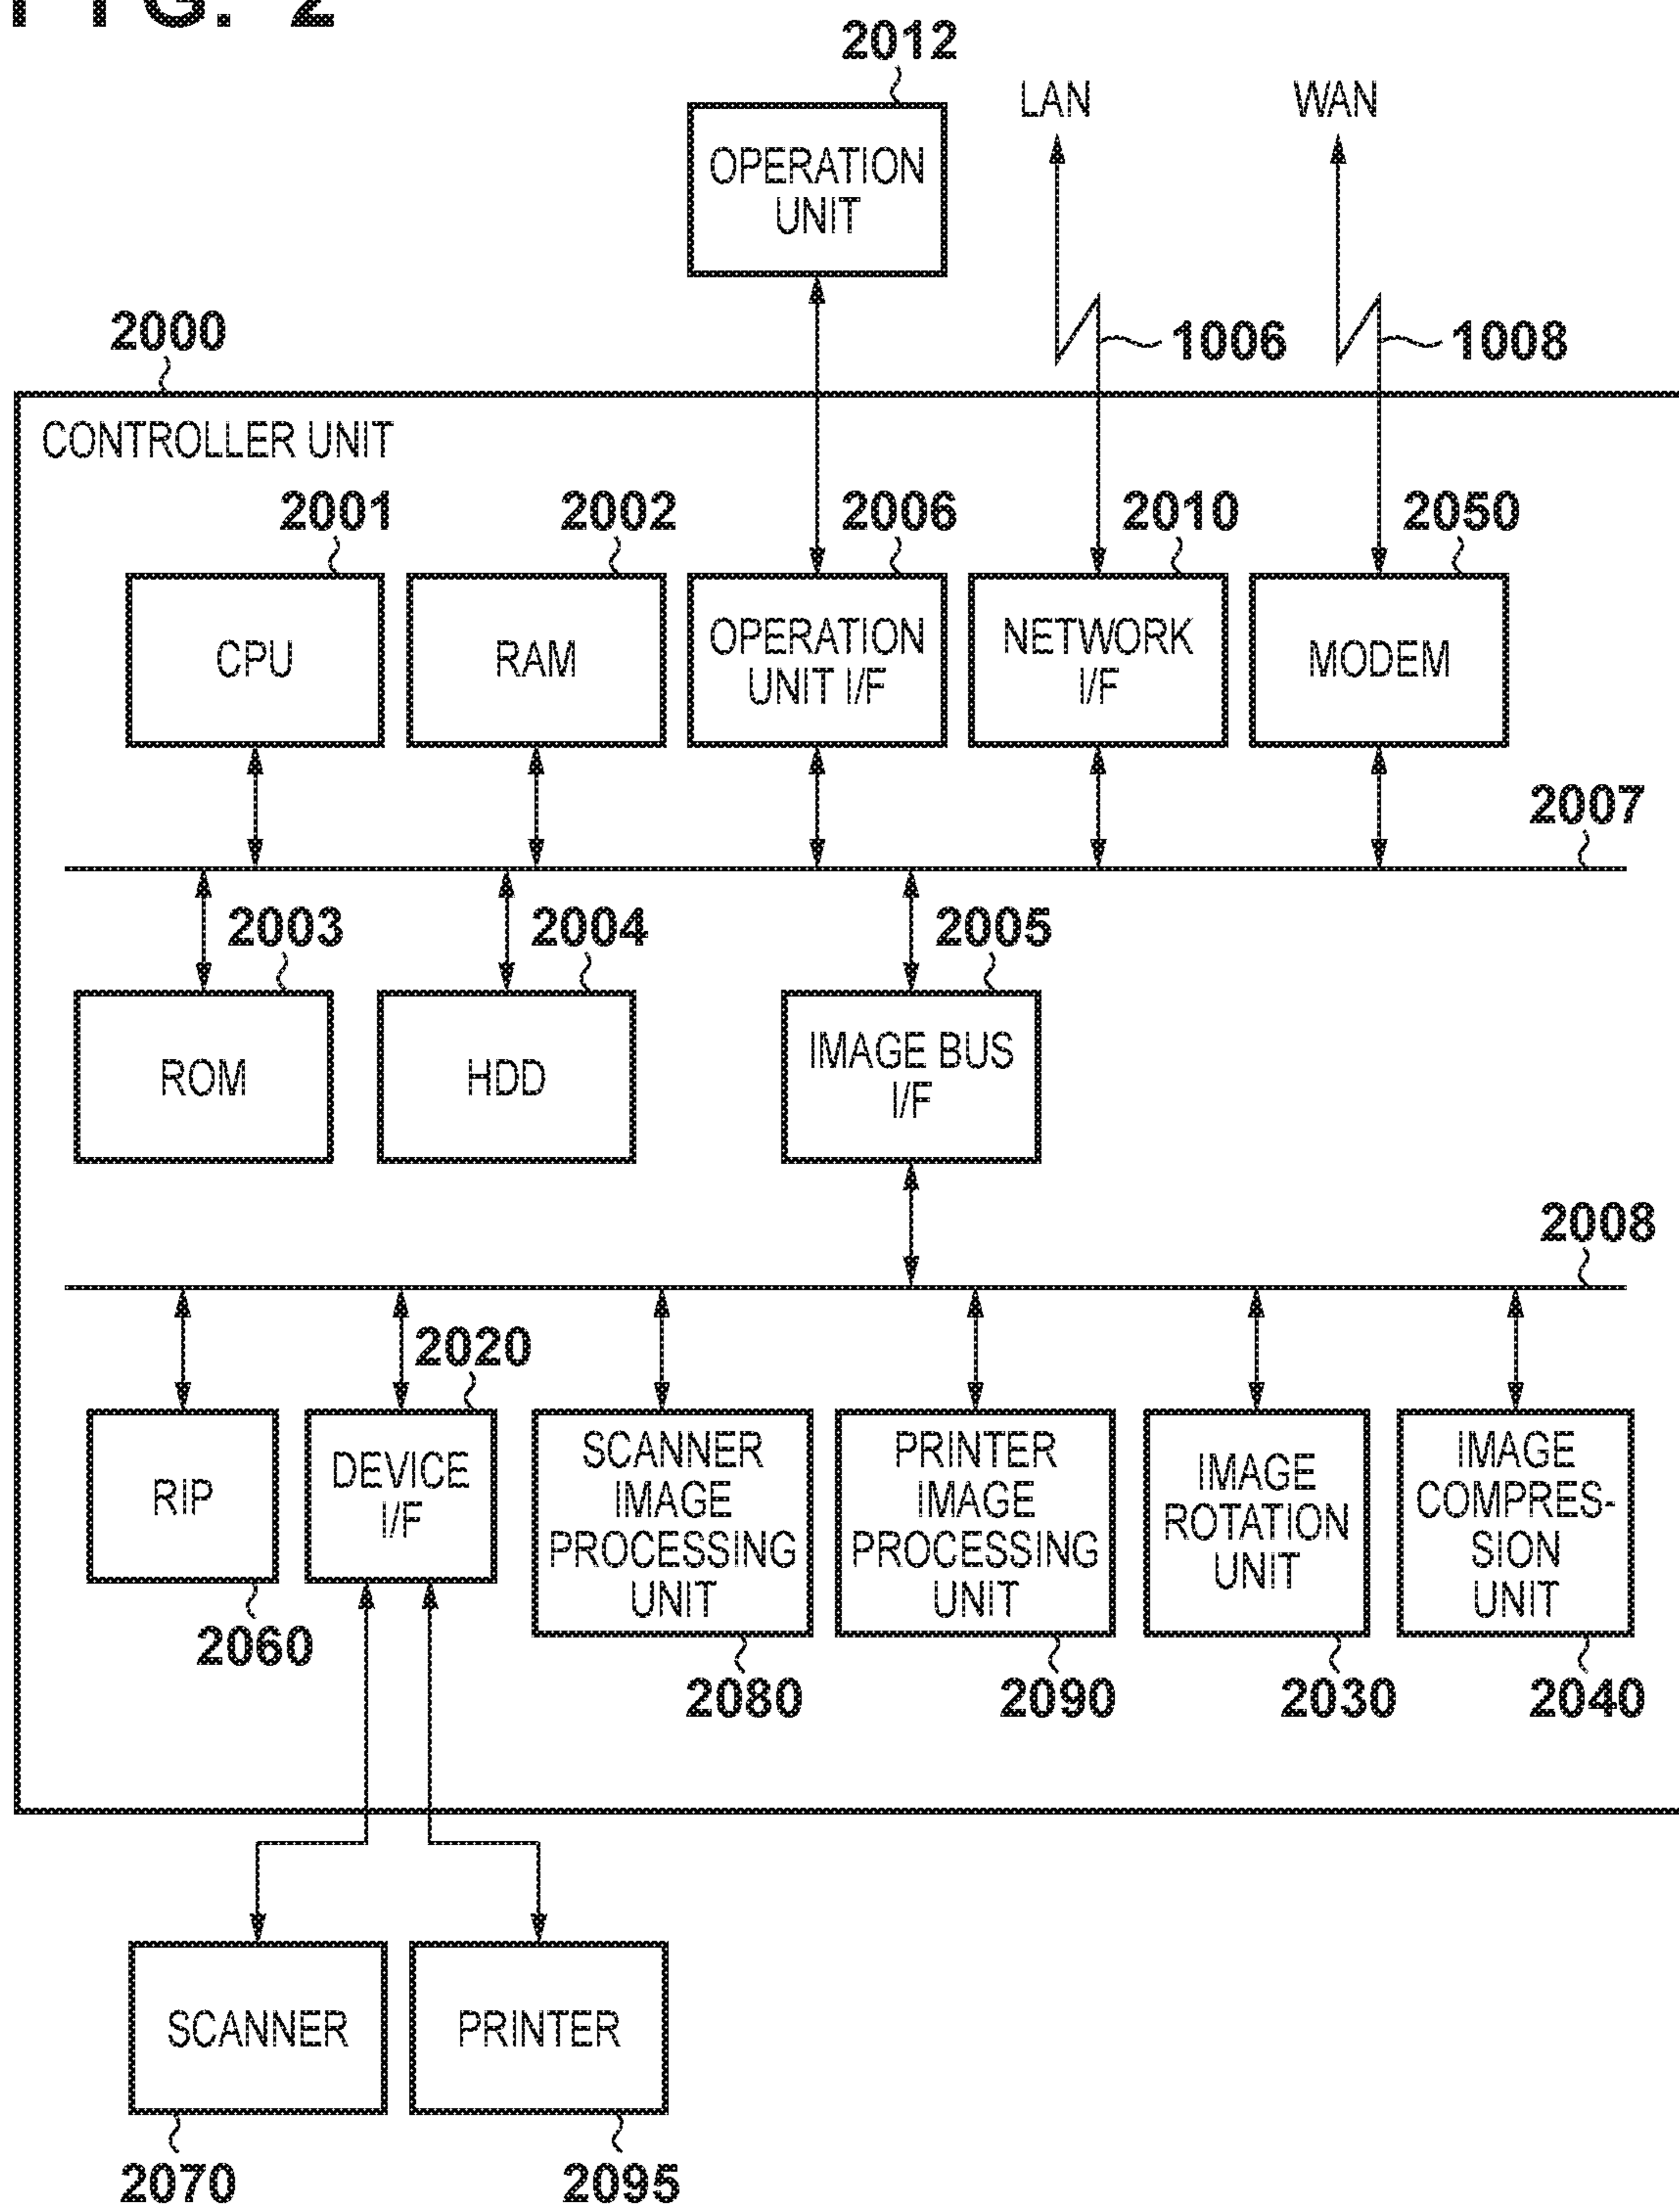 FIG. 2
2012
LAN
WAN
OPERATION
UNIT
2000
1006
1008
CONTROLLER UNIT
2001
2002
2006
2010
2050
CPU
RAM
OPERATION
UNIT I/F
NETWORK
I/F
MODEM
2007
2003
2004
2005
ROM
HDD
IMAGE BUS
I/F
2008
2020
RIP
DEVICE
I/F
SCANNER
IMAGE
PROCESSING
UNIT
PRINTER
IMAGE
PROCESSING
UNIT
IMAGE
ROTATION
UNIT
IMAGE
COMPRES-
SION
UNIT
2060
2080
2090
2030
2040
SCANNER
PRINTER
2070
2095